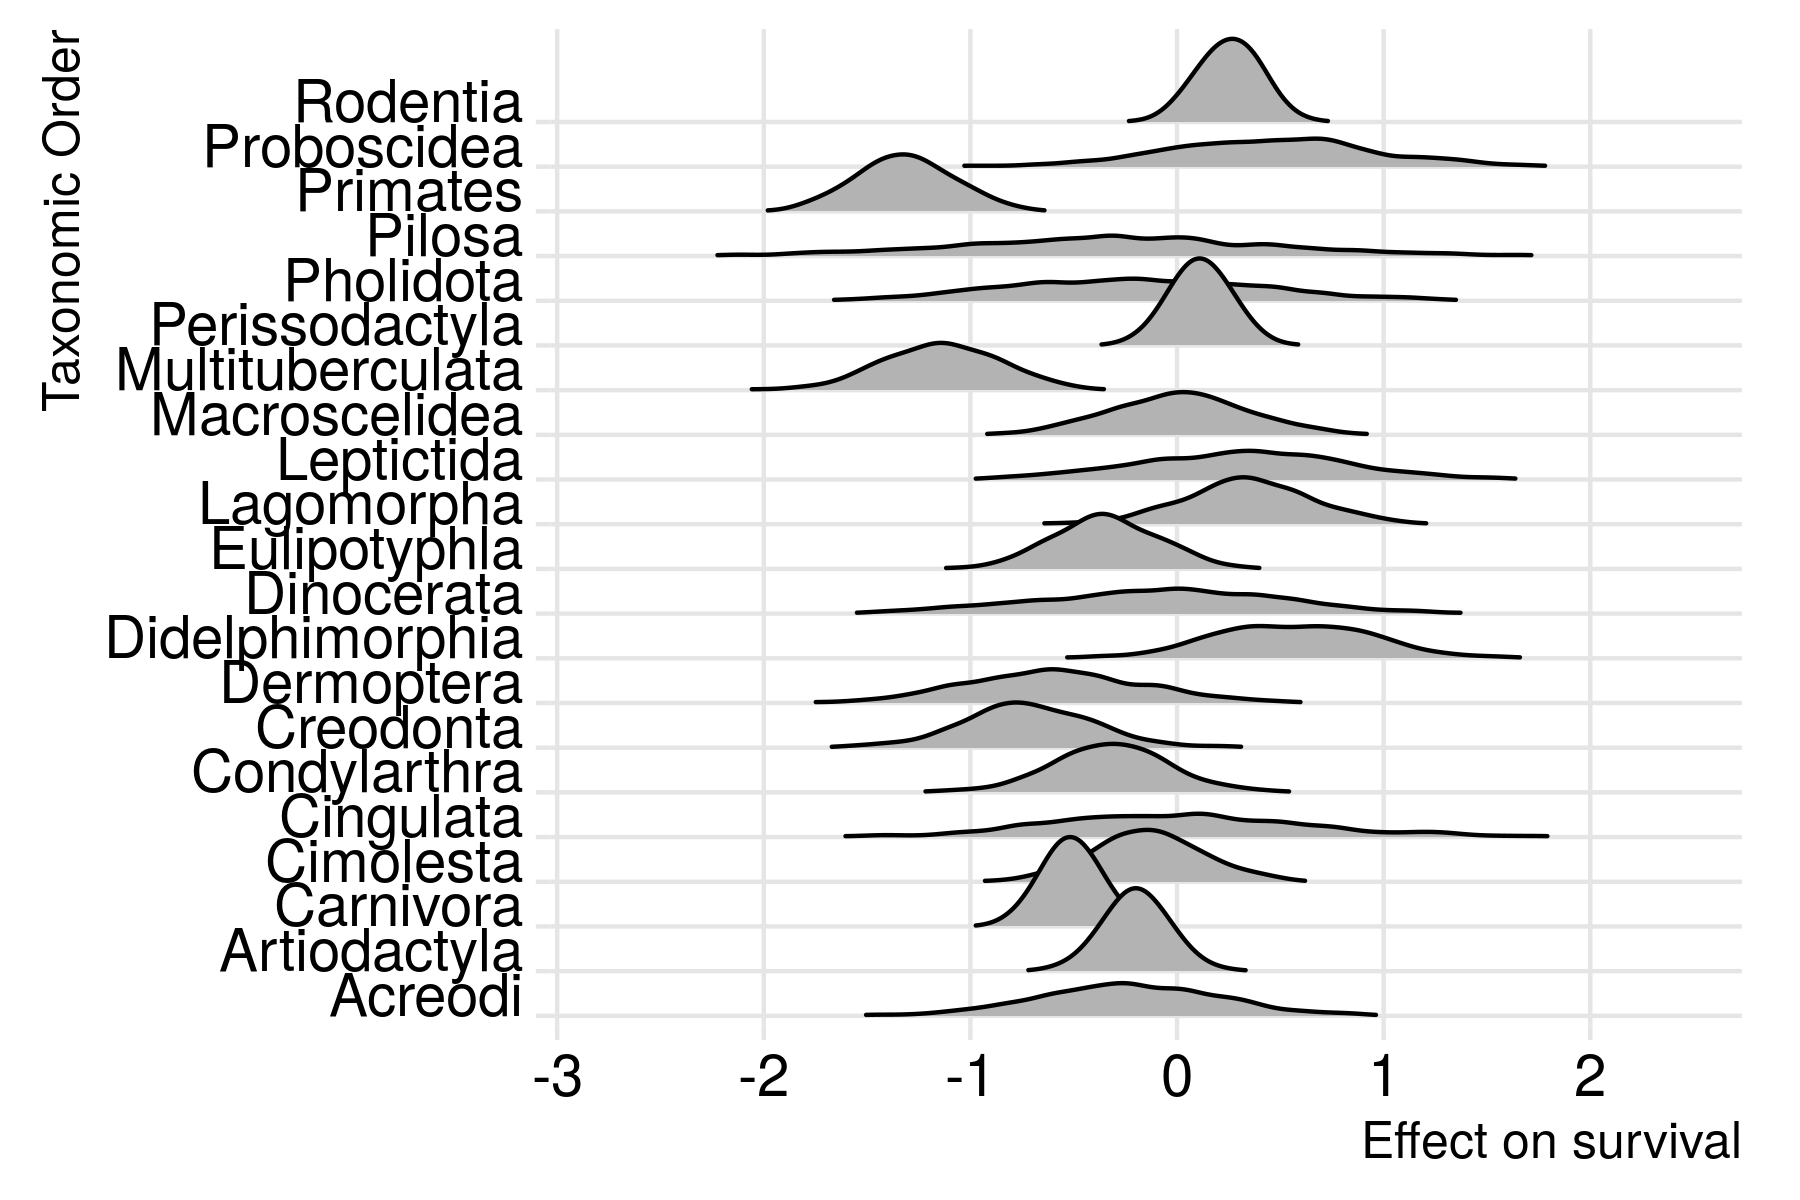 Taxonomic Order
Rodentia
Proboscidea
Primates
Pilosa
Pholidota
Perissodactyla
Multituberculata
Macroscelidea
Leptictida
Lagomorpha
Eulipotyphla
Dinocerata
Didelphimorphia
Dermoptera
Creodonta
Condylarthra
Cingulata
Cimolesta
Carnivora
Artiodactyla
Acreodi
-3 -2 -1 0 1 2
Effect on survival